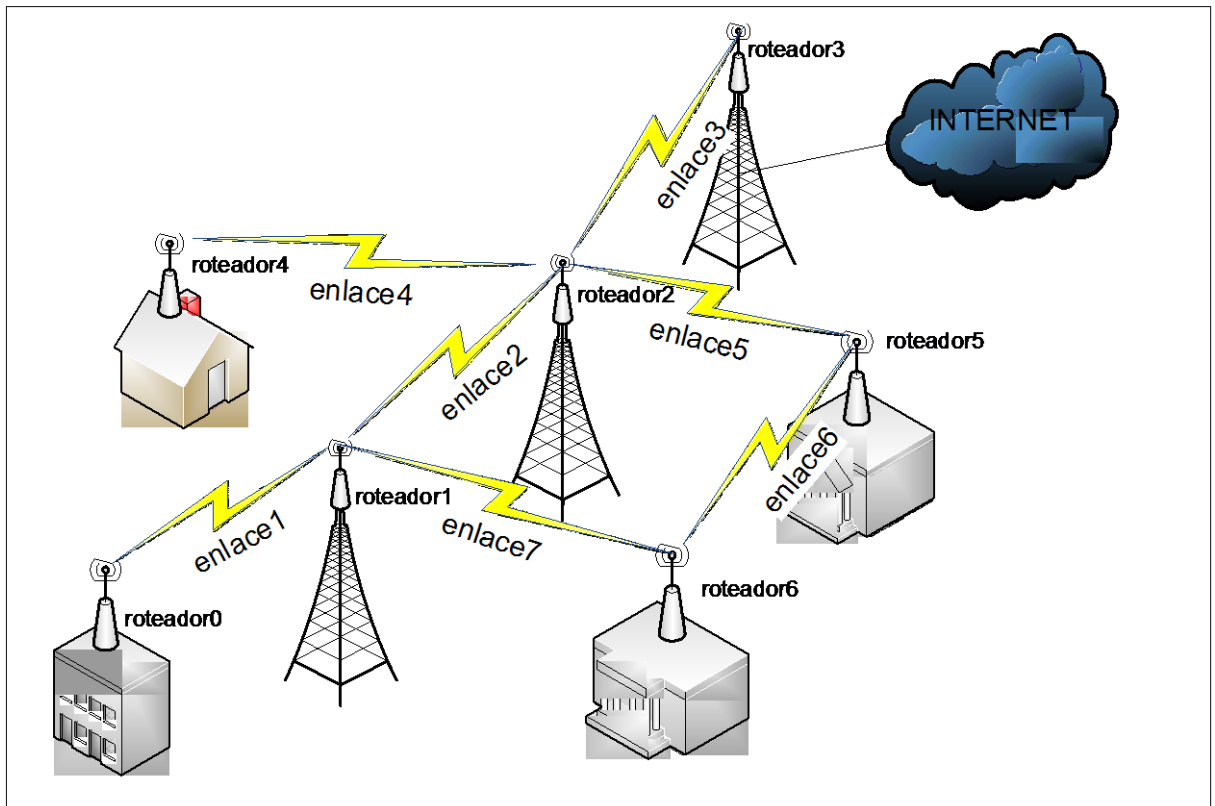 roteador3
INTERNET
enlace3
roteador4
enlace4
roteador2
enlace5
roteador5
enlace2
enlace6
roteador1
enlace1
enlace7
roteador6
roteador0